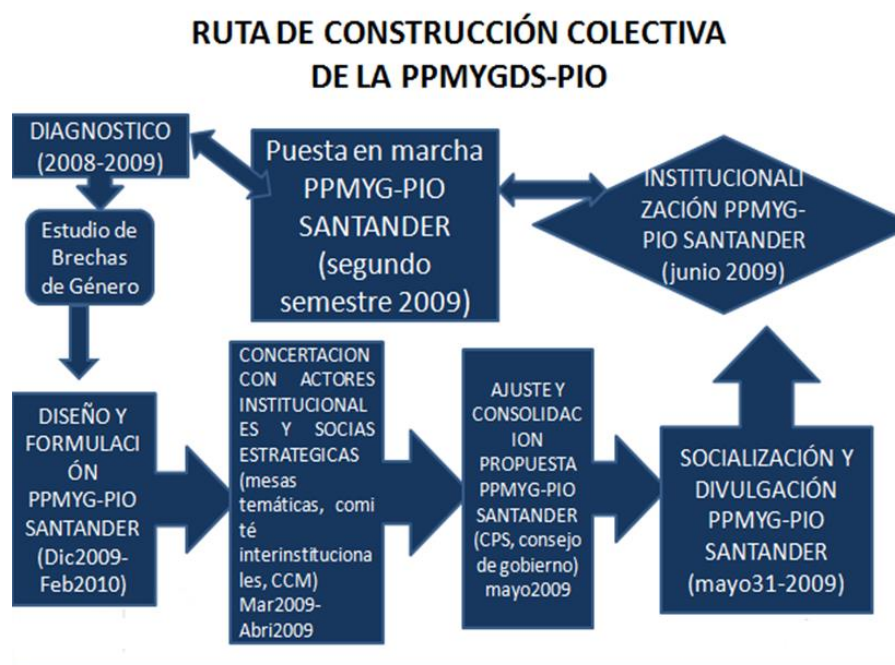 RUTA DE CONSTRUCCIÓN COLECTIVA
DE LA PPMYGDS-PIO
DIAGNOSTICO
(2008-2009)
Estudio de
Brechas
de Género
Puesta en marcha
PPMYG-PIO
SANTANDER
(segundo
semestre 2009)
INSTITUCIONALI
ZACIÓN PPMYG-
PIO SANTANDER
(junio 2009)
DISEÑO Y
FORMULACI
ÓN
PPMYG-PIO
SANTANDER
(Dic2009-
Feb2010)
CONCERTACION
CON ACTORES
INSTITUCIONAL
ES Y SOCIAS
ESTRATEGICAS
(mesas
temáticas, comi
té
interinstituciona
les, CCM)
Mar2009-
Abri2009
AJUSTE Y
CONSOLIDAC
ION
PROPUESTA
PPMYG-PIO
SANTANDER
(CPS, consejo
de gobierno)
mayo2009
SOCIALIZACIÓN Y
DIVULGACIÓN
PPMYG-PIO
SANTANDER
(mayo31-2009)